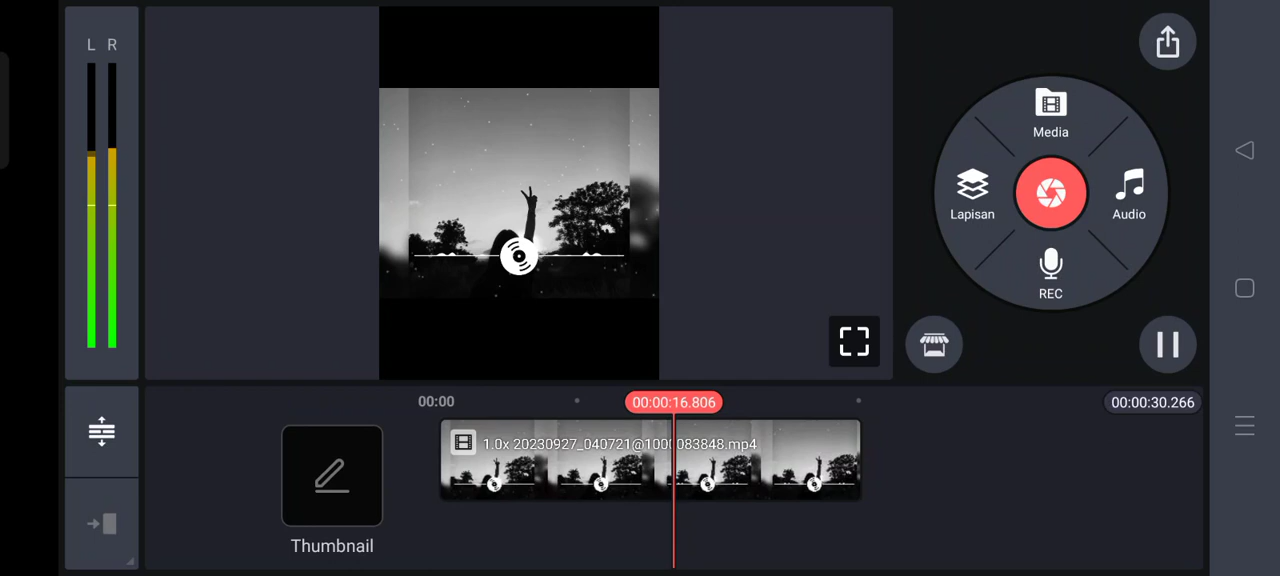 L R
Media
Lapisan
Audio
REC
00:00
00:00:16.806
00:00:30.266
1.0x 20230927_040721@1000083848.mp4
Thumbnail